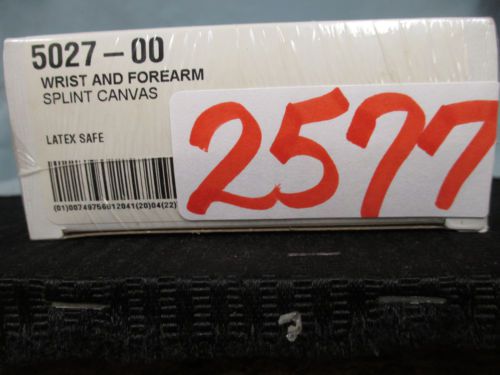 5027-00
WRIST AND FOREARM
SPLINT CANVAS
LATEX SAFE
2577
(01)00749756012041(20)04(22)